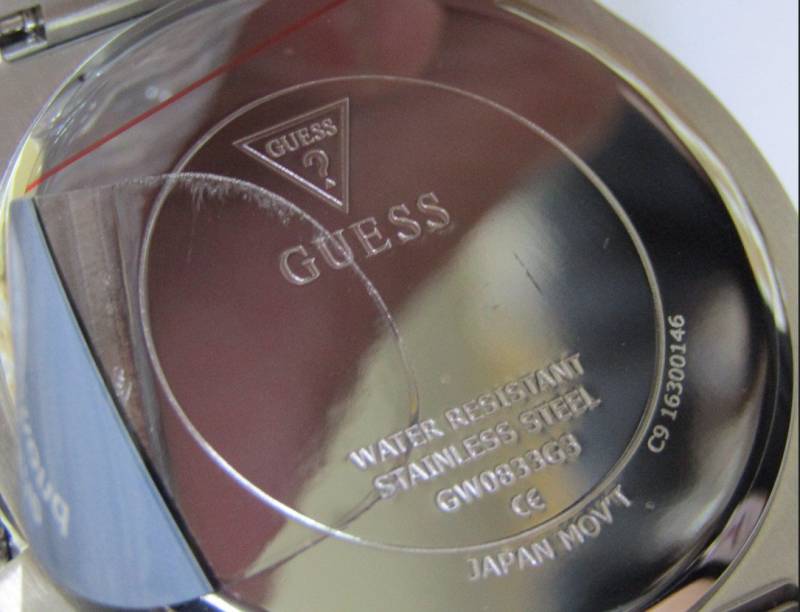 GUESS
?
GUESS
WATER RESISTANT
STAINLESS STEEL
GW0833G3
CE
JAPAN MOV'T
C9 16300146